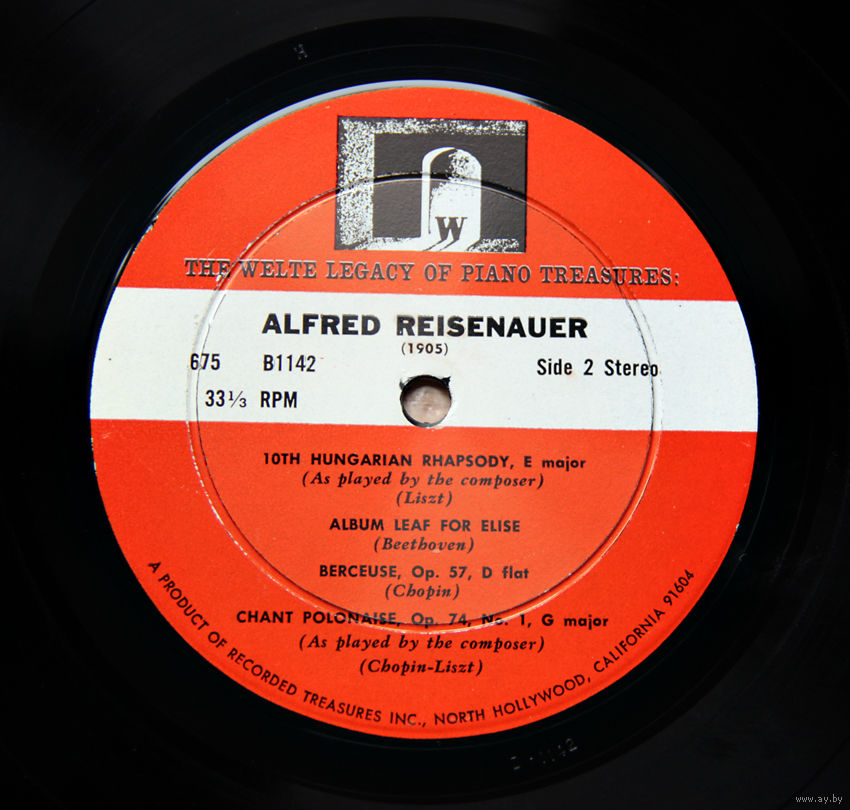 H
W
THE WELTE LEGACY OF PIANO TREASURES:
ALFRED REISENAUER
(1905)
675 B1142 Side 2 Stereo
33⅓ RPM
10TH HUNGARIAN RHAPSODY, E major
(As played by the composer)
(Liszt)
ALBUM LEAF FOR ELISE
(Beethoven)
BERCEUSE, Op. 57, D flat
(Chopin)
CHANT POLONAISE, Op. 74, No. 1, G major
(As played by the composer)
(Chopin-Liszt)
A PRODUCT OF RECORDED TREASURES INC., NORTH HOLLYWOOD, CALIFORNIA 91604
www.ay.by